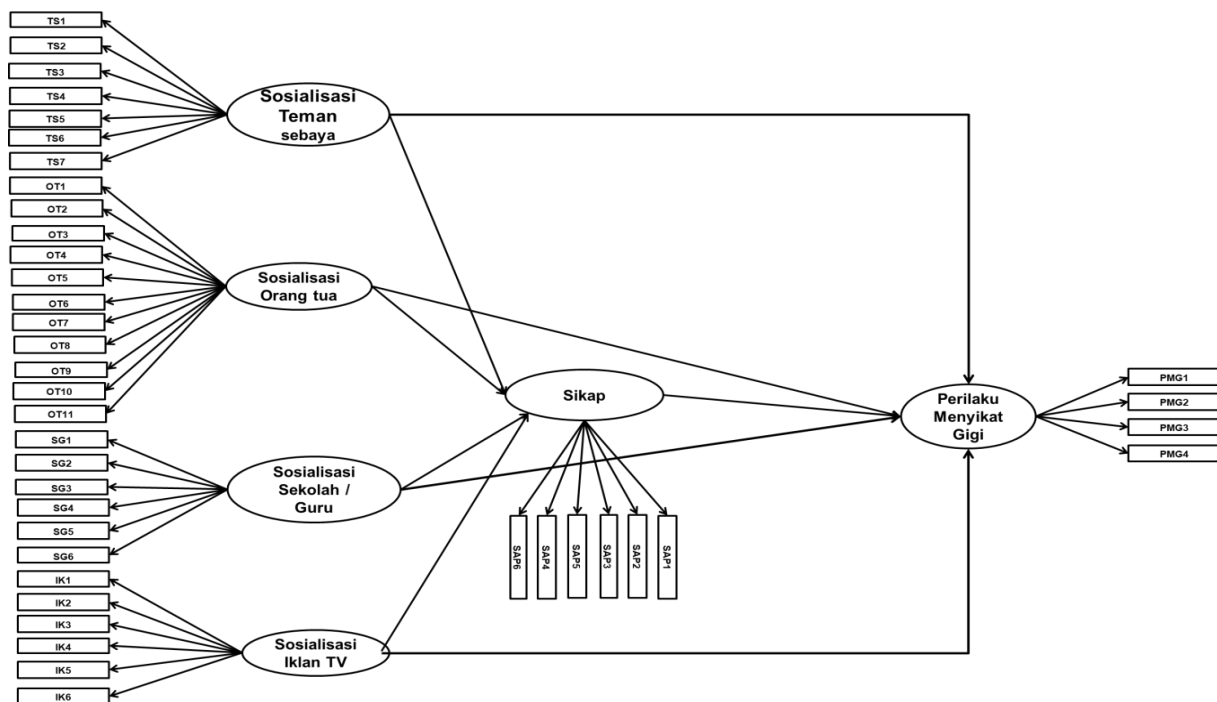 TS1
TS2
TS3
TS4
TS5
TS6
TS7
OT1
OT2
OT3
OT4
OT5
OT6
OT7
OT8
OT9
OT10
OT11
SG1
SG2
SG3
SG4
SG5
SG6
IK1
IK2
IK3
IK4
IK5
IK6
Sosialisasi
Teman
sebaya
Sosialisasi
Orang tua
Sosialisasi
Sekolah /
Guru
Sosialisasi
Iklan TV
Sikap
SAP6
SAP4
SAP5
SAP3
SAP2
SAP1
Perilaku
Menyikat
Gigi
PMG1
PMG2
PMG3
PMG4